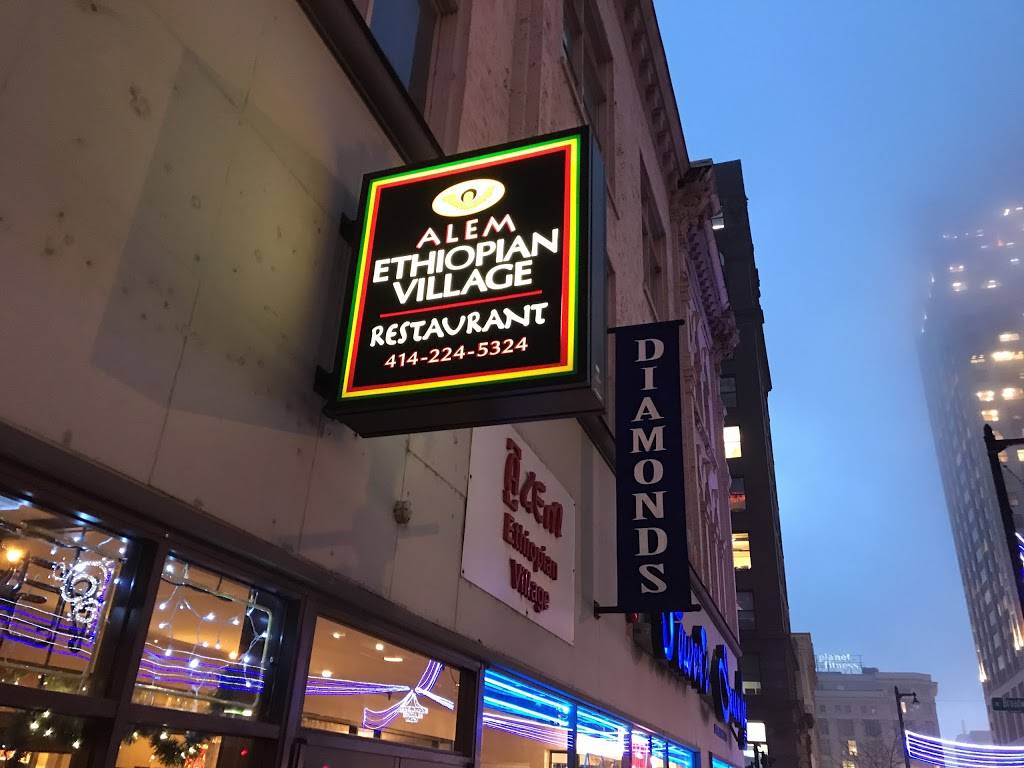 ALEM
ETHIOPIAN
VILLAGE
RESTAURANT
414-224-5324
DIAMONDS
Alem
Ethiopian
Village
planet
fitness